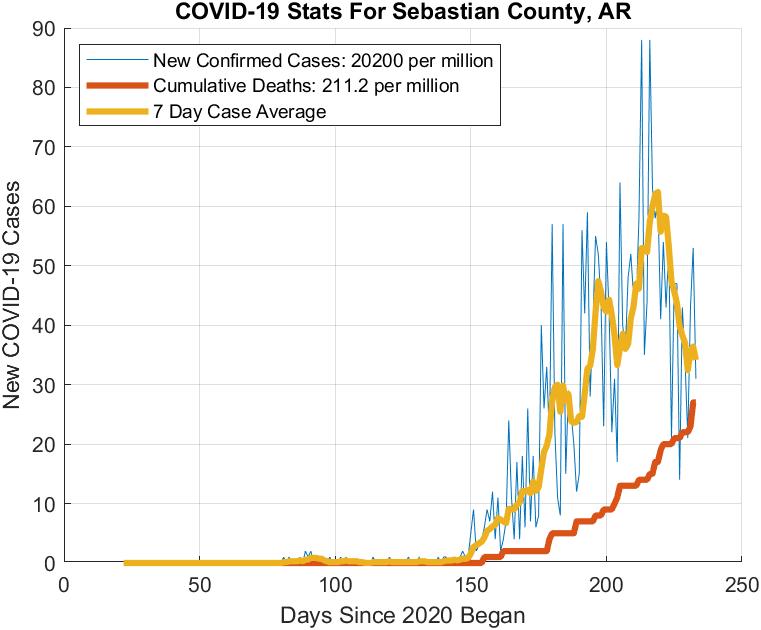 COVID-19 Stats For Sebastian County, AR
New Confirmed Cases: 20200 per million
Cumulative Deaths: 211.2 per million
7 Day Case Average
New COVID-19 Cases
90
80
70
60
50
40
30
20
10
0
0 50 100 150 200 250
Days Since 2020 Began